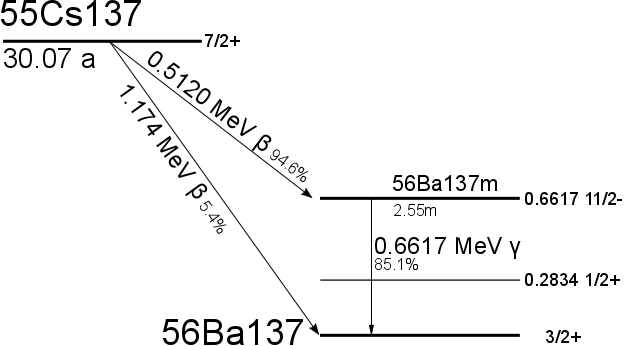 55Cs137
7/2+
30.07 a
0.5120 MeV β 94.6%
1.174 MeV β 5.4%
56Ba137m
0.6617 11/2-
2.55m
0.6617 MeV γ
85.1%
0.2834 1/2+
56Ba137
3/2+